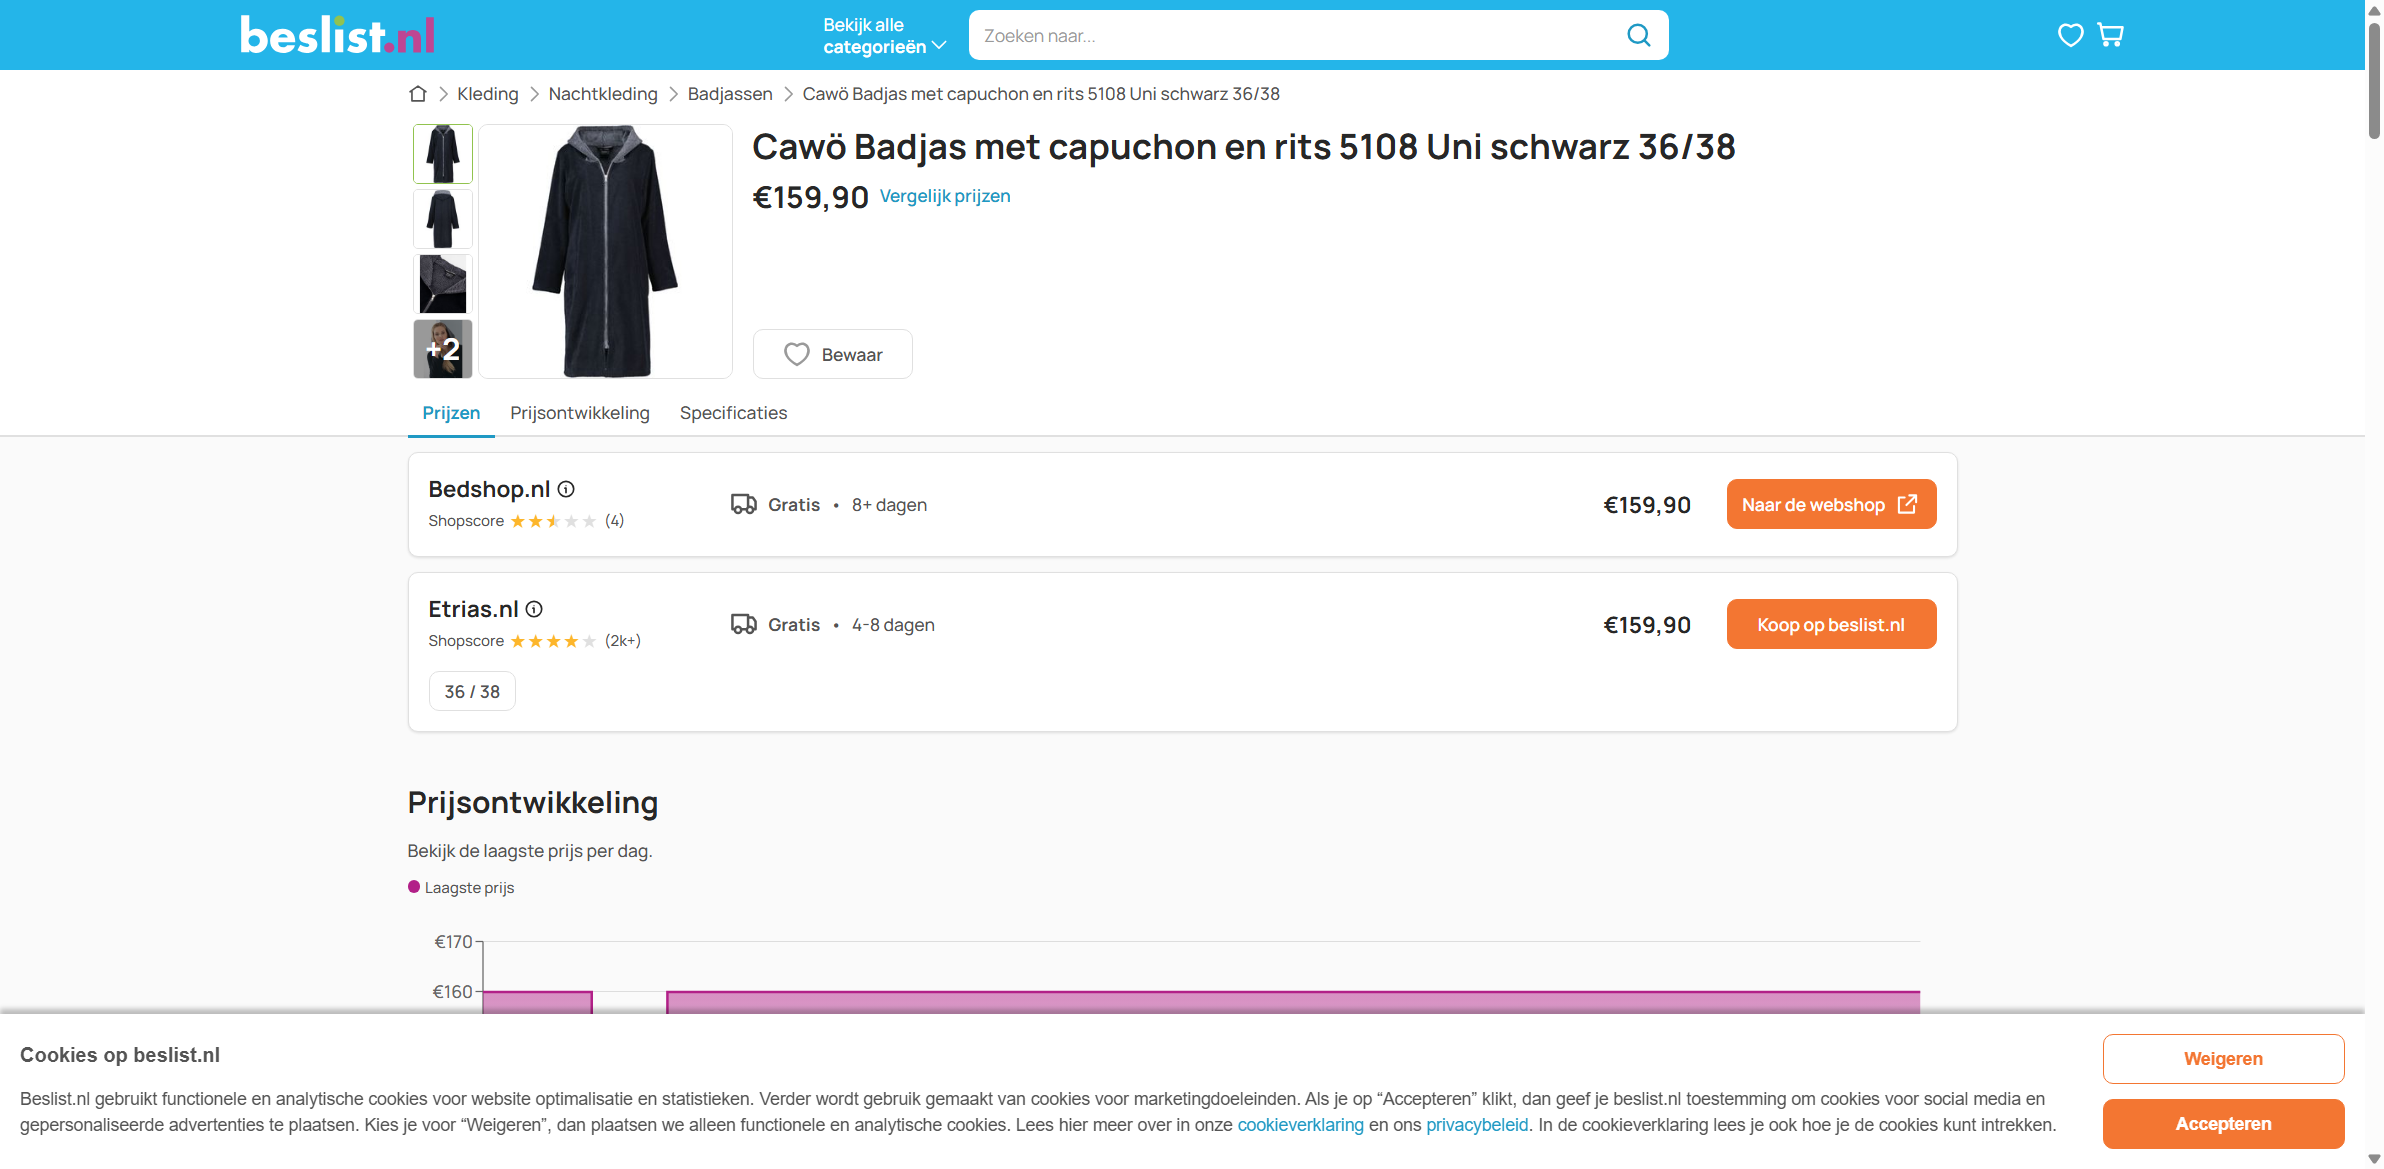 beslist.nl
Bekijk alle
categorieën
Zoeken naar...
Kleding
Nachtkleding
Badjassen
Cawö Badjas met capuchon en rits 5108 Uni schwarz 36/38
+2
Cawö Badjas met capuchon en rits 5108 Uni schwarz 36/38
€159,90 Vergelijk prijzen
Bewaar
Prijzen
Prijsontwikkeling
Specificaties
Bedshop.nl
Shopscore (4)
Gratis • 8+ dagen
€159,90
Naar de webshop
Etrias.nl
Shopscore (2k+)
Gratis • 4-8 dagen
€159,90
Koop op beslist.nl
36 / 38
Prijsontwikkeling
Bekijk de laagste prijs per dag.
Laagste prijs
€170
€160
Cookies op beslist.nl
Beslist.nl gebruikt functionele en analytische cookies voor website optimalisatie en statistieken. Verder wordt gebruik gemaakt van cookies voor marketingdoeleinden. Als je op “Accepteren” klikt, dan geef je beslist.nl toestemming om cookies voor social media en
gepersonaliseerde advertenties te plaatsen. Kies je voor “Weigeren”, dan plaatsen we alleen functionele en analytische cookies. Lees hier meer over in onze cookieverklaring en ons privacybeleid. In de cookieverklaring lees je ook hoe je de cookies kunt intrekken.
Weigeren
Accepteren